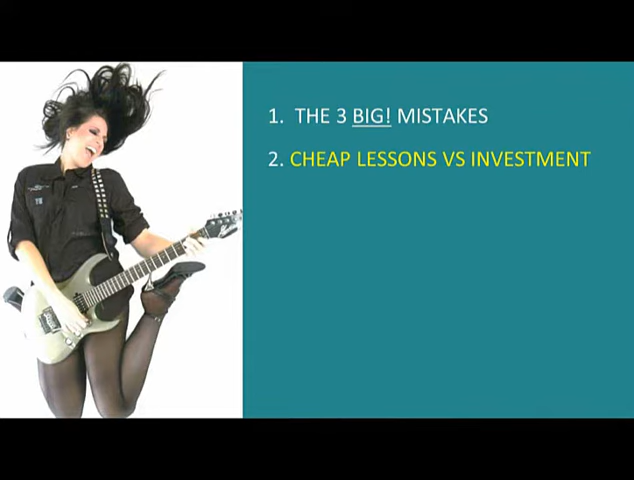 1. THE 3 BIG! MISTAKES
2. CHEAP LESSONS VS INVESTMENT